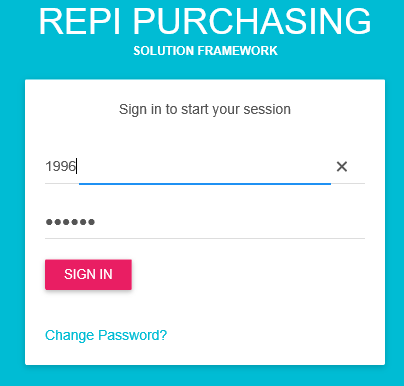 REPI PURCHASING
SOLUTION FRAMEWORK
Sign in to start your session
1996
••••••
SIGN IN
Change Password?